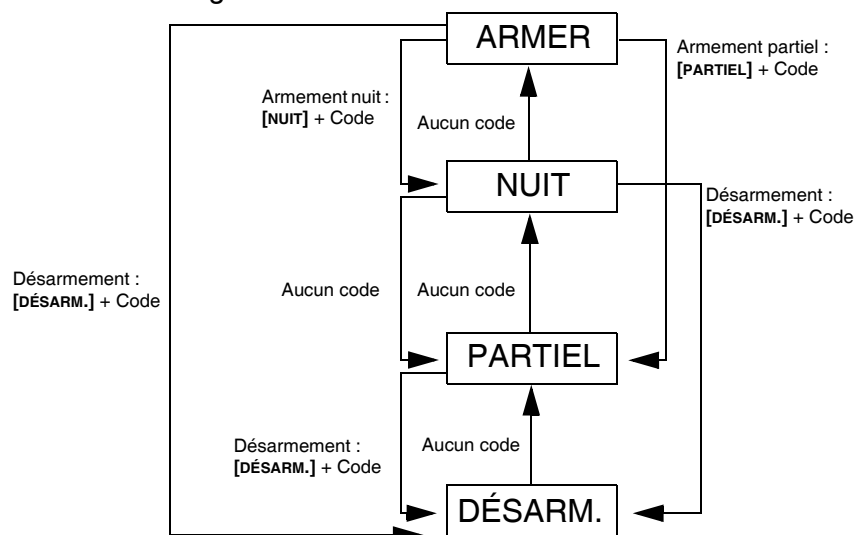 ARMER
Armement partiel :
[PARTIEL] + Code
Armement nuit :
[NUIT] + Code
Aucun code
NUIT
Désarmement :
[DÉSARM.] + Code
Désarmement :
[DÉSARM.] + Code
Aucun code
Aucun code
PARTIEL
Désarmement :
[DÉSARM.] + Code
Aucun code
DÉSARM.